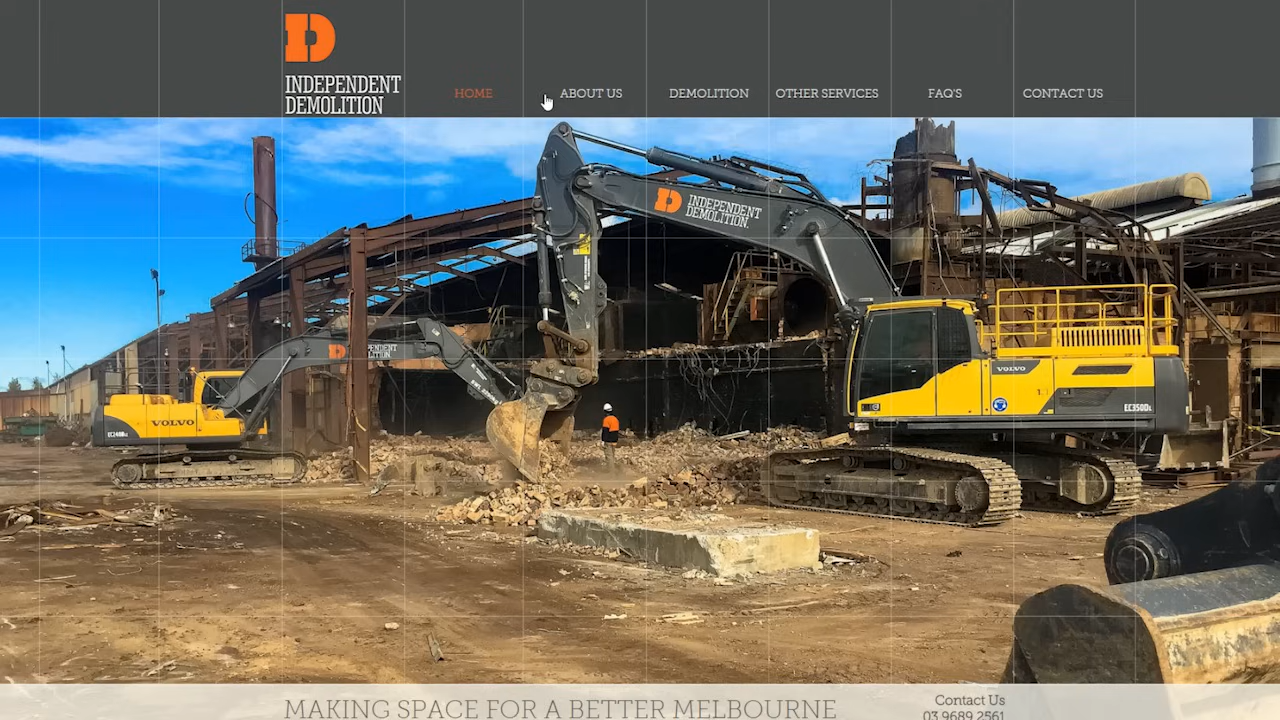 INDEPENDENT
DEMOLITION
HOME
ABOUT US
DEMOLITION
OTHER SERVICES
FAQ'S
CONTACT US
INDEPENDENT
DEMOLITION.
VOLVO
EC350DL
VOLVO
MAKING SPACE FOR A BETTER MELBOURNE
Contact Us
03 9689 2561